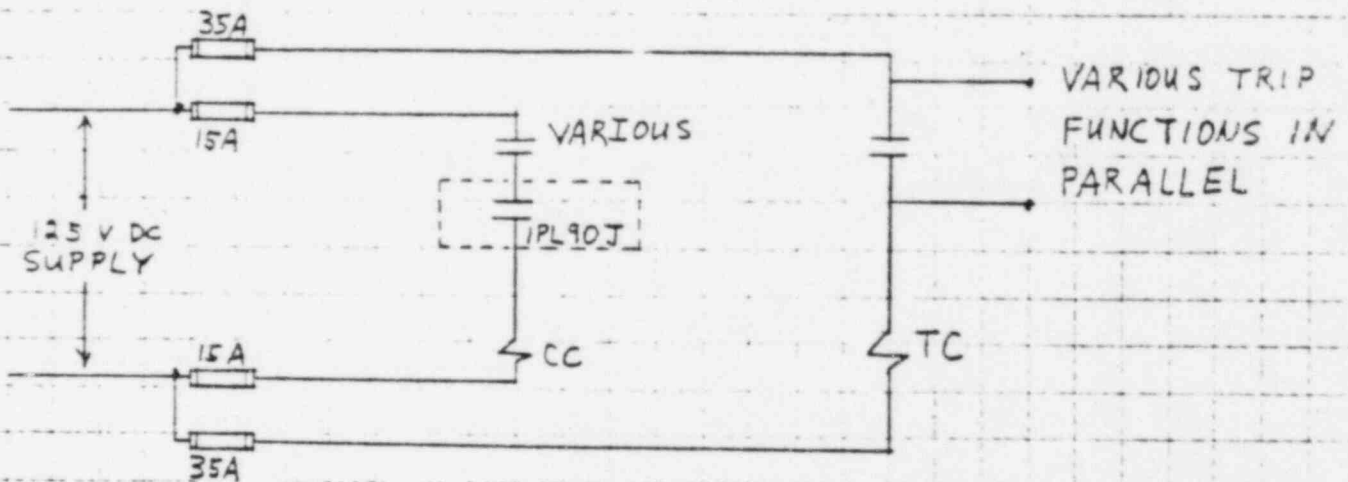 35A
15A
VARIOUS
VARIOUS TRIP
FUNCTIONS IN
PARALLEL
1PL90J
125 V DC
SUPPLY
15A
CC
TC
35A